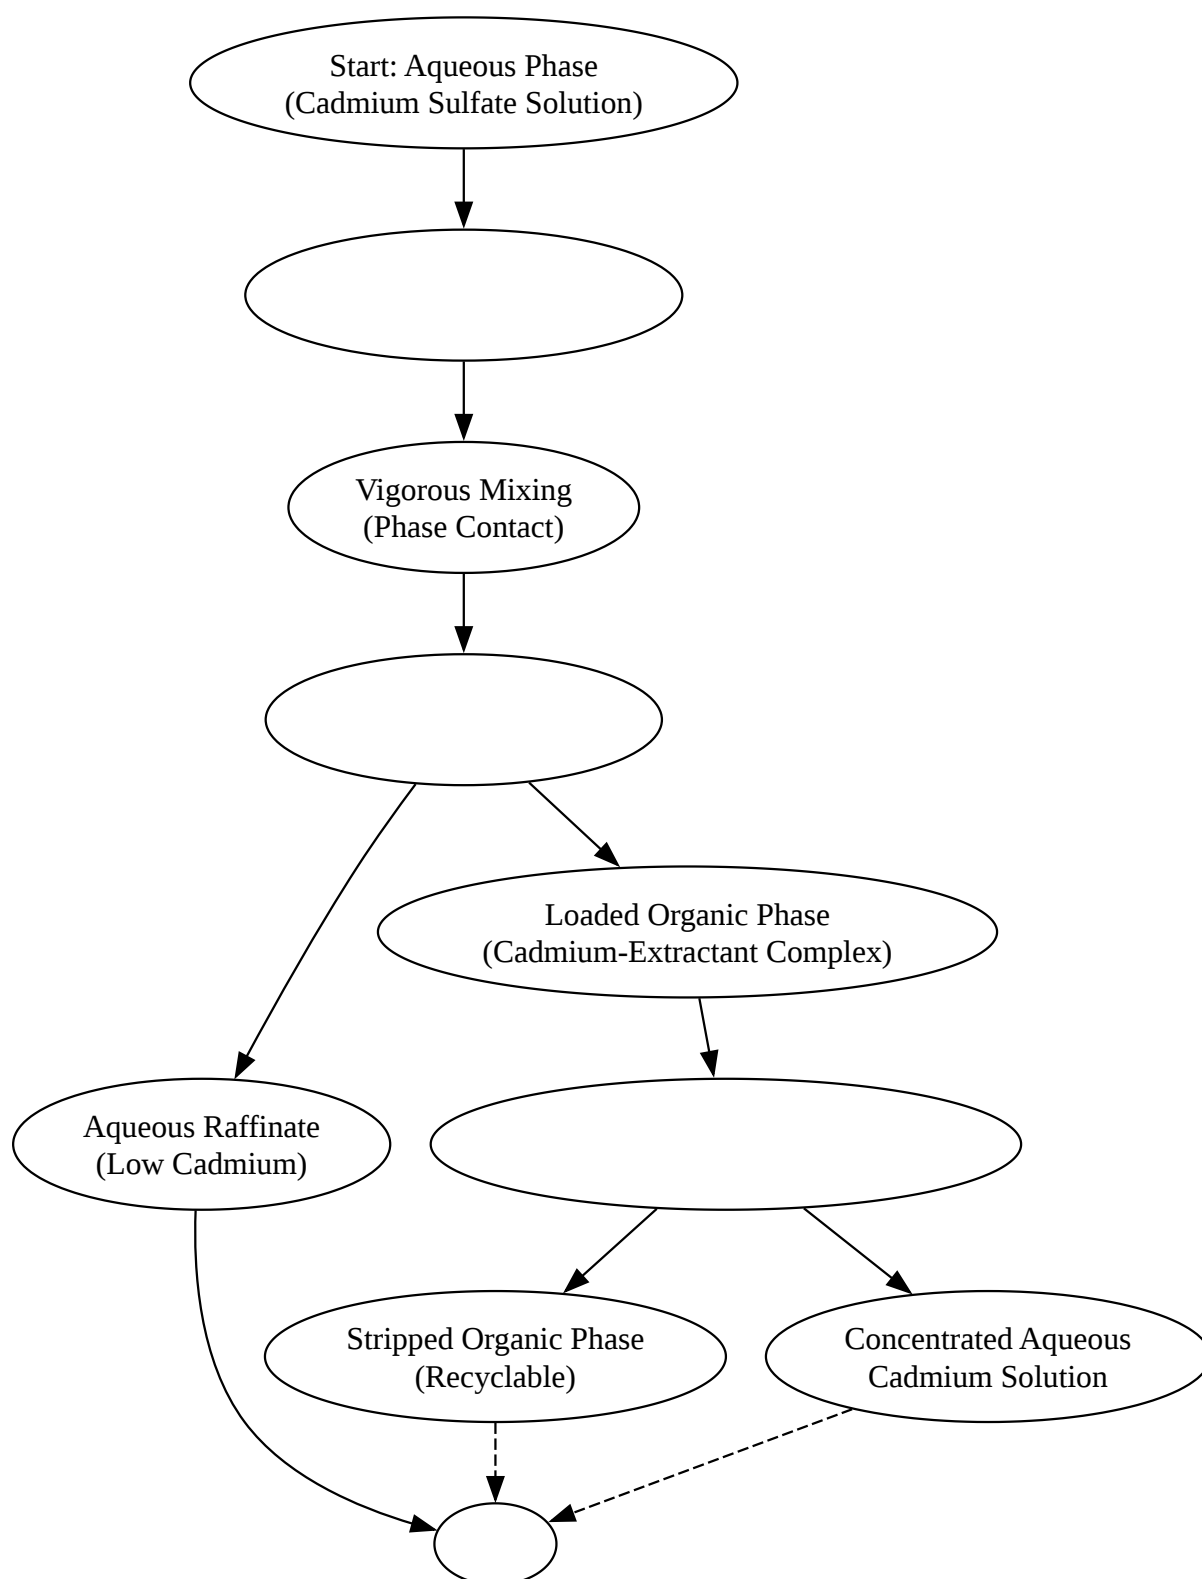 Start: Aqueous Phase
(Cadmium Sulfate Solution)
Vigorous Mixing
(Phase Contact)
Loaded Organic Phase
(Cadmium-Extractant Complex)
Aqueous Raffinate
(Low Cadmium)
Stripped Organic Phase
(Recyclable)
Concentrated Aqueous
Cadmium Solution